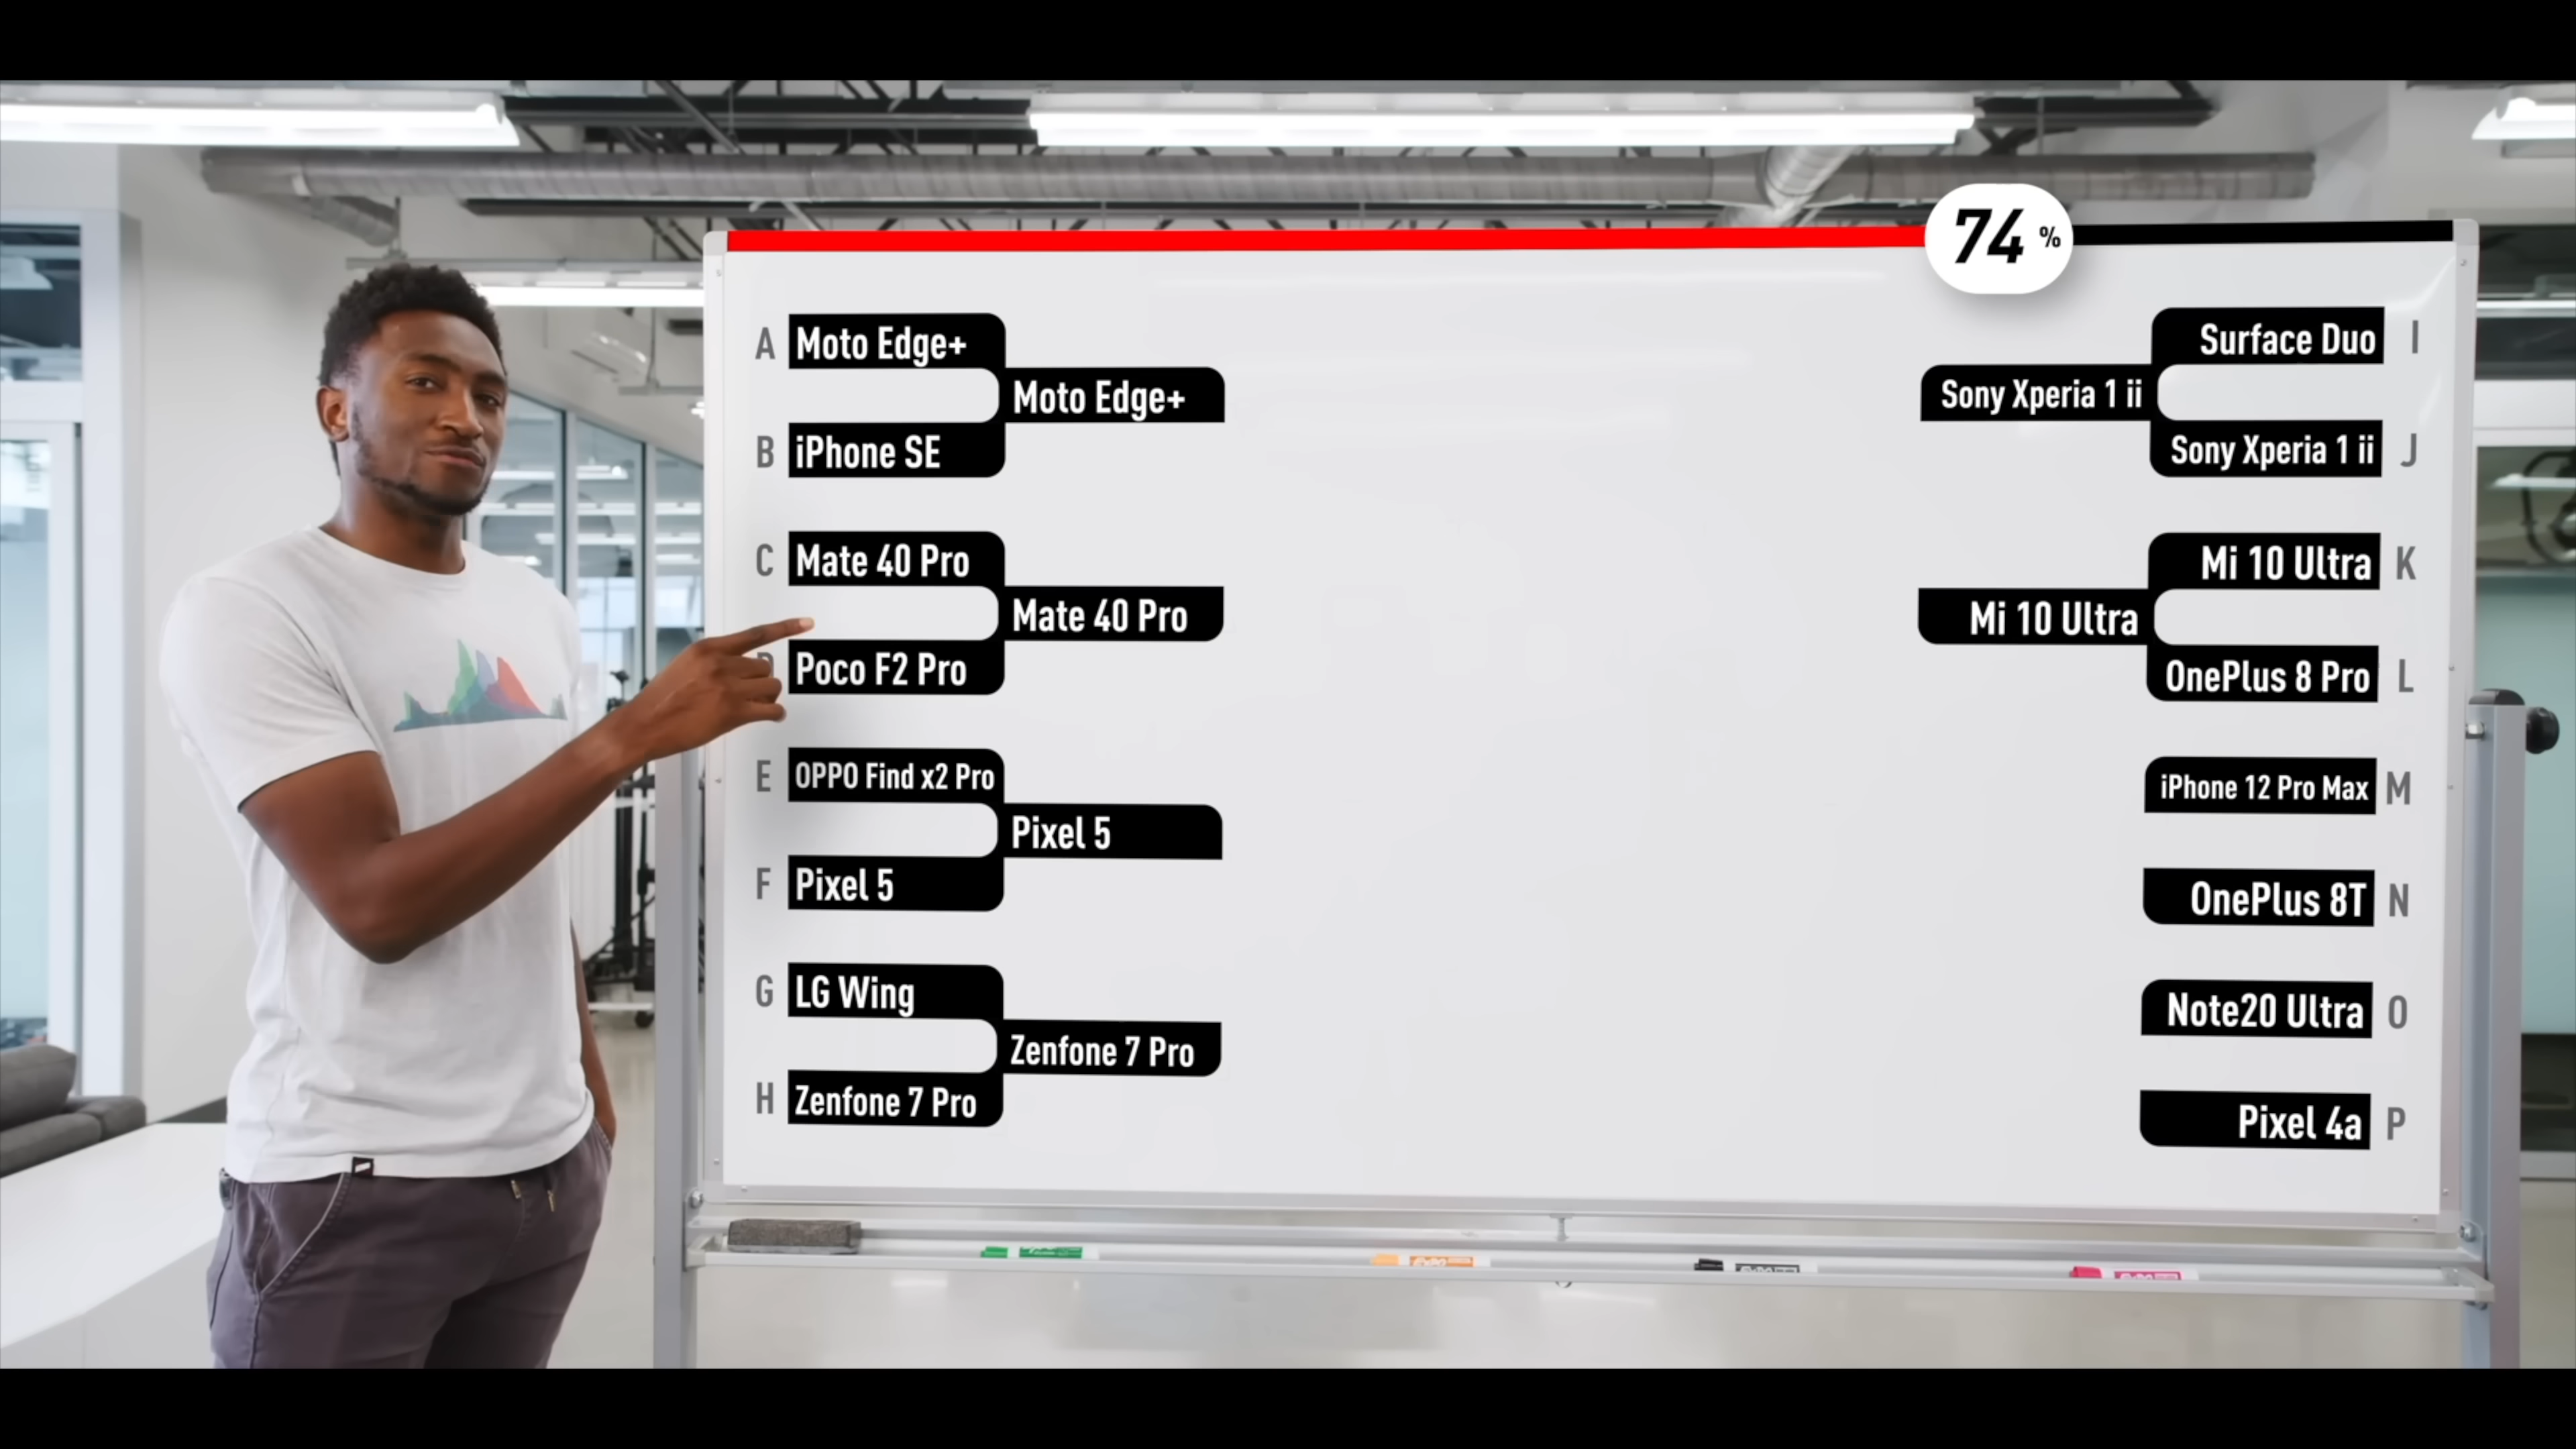 74 %
A Moto Edge+
Moto Edge+
B iPhone SE
C Mate 40 Pro
Mate 40 Pro
Poco F2 Pro
E OPPO Find x2 Pro
Pixel 5
F Pixel 5
G LG Wing
Zenfone 7 Pro
H Zenfone 7 Pro
Surface Duo I
Sony Xperia 1 ii
Sony Xperia 1 ii J
Mi 10 Ultra K
Mi 10 Ultra
OnePlus 8 Pro L
iPhone 12 Pro Max M
OnePlus 8T N
Note20 Ultra O
Pixel 4a P